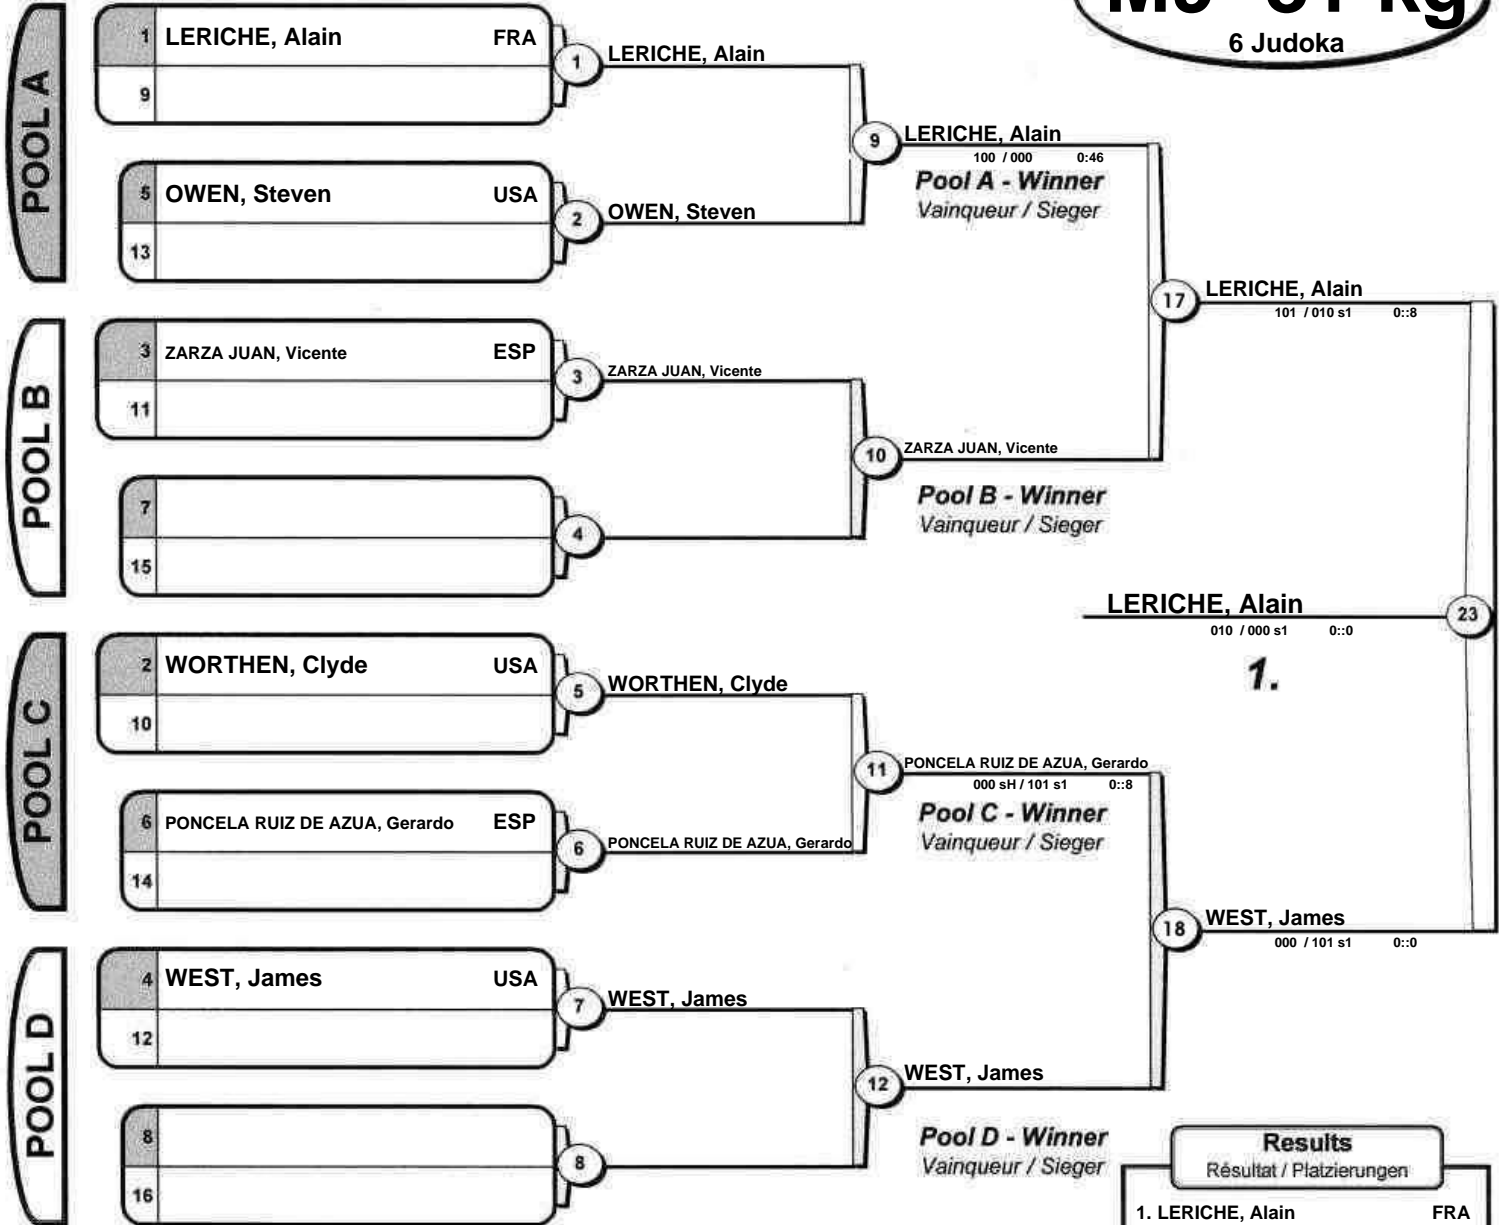 6 Judoka
POOL A
1 LERICHE, Alain FRA
9
1 LERICHE, Alain
5 OWEN, Steven USA
13
2 OWEN, Steven
9 LERICHE, Alain
100 / 000 0:46
Pool A - Winner
Vainqueur / Sieger
POOL B
3 ZARZA JUAN, Vicente ESP
11
3 ZARZA JUAN, Vicente
7
15
4
10 ZARZA JUAN, Vicente
Pool B - Winner
Vainqueur / Sieger
17 LERICHE, Alain
101 / 010 s1 0::8
LERICHE, Alain 23
010 / 000 s1 0::0
1.
POOL C
2 WORTHEN, Clyde USA
10
5 WORTHEN, Clyde
6 PONCELA RUIZ DE AZUA, Gerardo ESP
14
6 PONCELA RUIZ DE AZUA, Gerardo
11 PONCELA RUIZ DE AZUA, Gerardo
000 sH / 101 s1 0::8
Pool C - Winner
Vainqueur / Sieger
POOL D
4 WEST, James USA
12
7 WEST, James
8
16
8
12 WEST, James
Pool D - Winner
Vainqueur / Sieger
18 WEST, James
000 / 101 s1 0::0
Results
Résultat / Platzierungen
1. LERICHE, Alain FRA